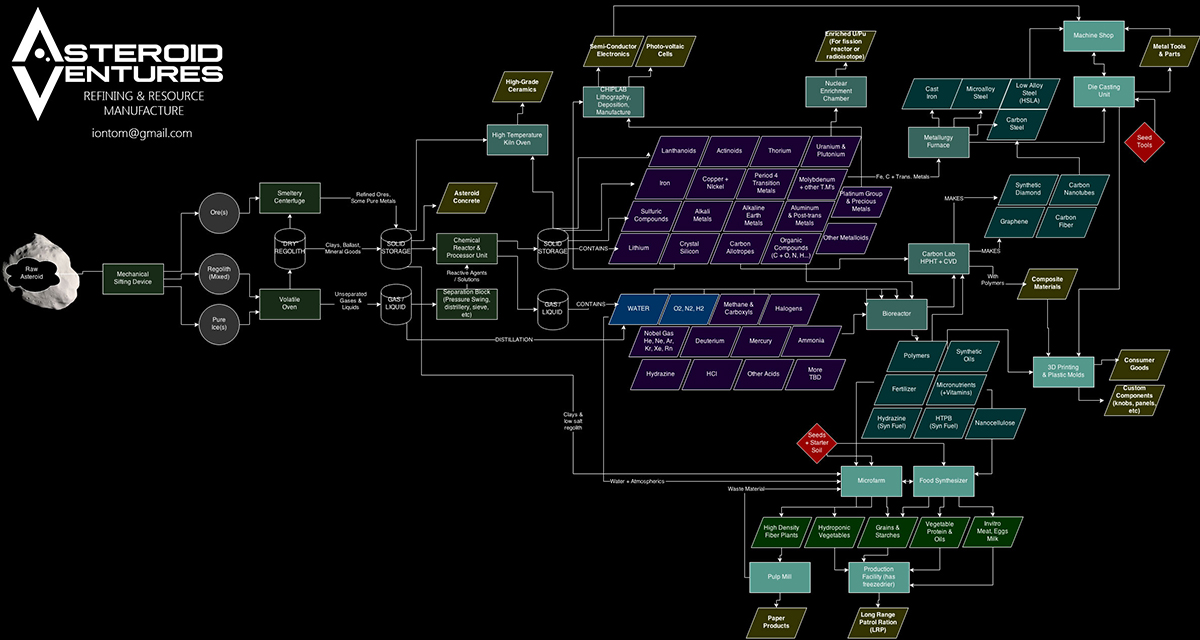 ASTEROID
VENTURES
REFINING & RESOURCE
MANUFACTURE
iontom@gmail.com
Raw
Asteroid
Mechanical
Sifting Device
Ore(s)
Regolith
(Mixed)
Pure
Ice(s)
Smeltery
Centerfuge
DRY
REGOLITH
Volatile
Oven
Refined Ores,
Some Pure Metals
Clays, Ballast,
Mineral Goods
Unseparated
Gases & Liquids
SOLID
STORAGE
GAS /
LIQUID
Asteroid
Concrete
Chemical
Reactor &
Processor Unit
Reactive Agents
/ Solutions
Separation Block
(Pressure Swing,
distillery, sieve,
etc)
DISTILLATION
High-Grade
Ceramics
High Temperature
Kiln Oven
SOLID
STORAGE
CONTAINS
GAS /
LIQUID
CONTAINS
Semi-Conductor
Electronics
Photo-voltaic
Cells
CHIPLAB
Lithography,
Deposition,
Manufacture
Enriched U/Pu
(For fission
reactor or
radioisotope)
Nuclear
Enrichment
Chamber
Lanthanoids
Actinoids
Thorium
Uranium &
Plutonium
Iron
Copper +
Nickel
Period 4
Transition
Metals
Molybdenum
+ other T.M's
Platinum Group
& Precious
Metals
Sulfuric
Compounds
Alkali
Metals
Alkaline
Earth
Metals
Aluminum
& Post-trans
Metals
Other Metalloids
Lithium
Crystal
Silicon
Carbon
Allotropes
Organic
Compounds
(C + O, N, H...)
Fe, C + Trans. Metals
WATER
O2, N2, H2
Methane &
Carboxyls
Halogens
Nobel Gas
He, Ne, Ar,
Kr, Xe, Rn
Deuterium
Mercury
Ammonia
Hydrazine
HCl
Other Acids
More
TBD
Machine Shop
Metal Tools
& Parts
Die Casting
Unit
Seed
Tools
Cast
Iron
Microalloy
Steel
Low Alloy
Steel
(HSLA)
Carbon
Steel
Metallurgy
Furnace
Synthetic
Diamond
Carbon
Nanotubes
Graphene
Carbon
Fiber
MAKES
MAKES
Carbon Lab
HPHT + CVD
With
Polymers
Composite
Materials
Bioreactor
Polymers
Synthetic
Oils
Fertilizer
Micronutrients
(+Vitamins)
Hydrazine
(Syn Fuel)
HTPB
(Syn Fuel)
Nanocellulose
3D Printing
& Plastic Molds
Consumer
Goods
Custom
Components
(knobs, panels,
etc)
Clays &
low salt
regolith
Seeds
+ Starter
Soil
Water + Atmospherics
Waste Material
Microfarm
Food Synthesizer
High Density
Fiber Plants
Hydroponic
Vegetables
Grains &
Starches
Vegetable
Protein &
Oils
Invitro
Meat, Eggs
Milk
Pulp Mill
Production
Facility (has
freezedrier)
Paper
Products
Long Range
Patrol Ration
(LRP)